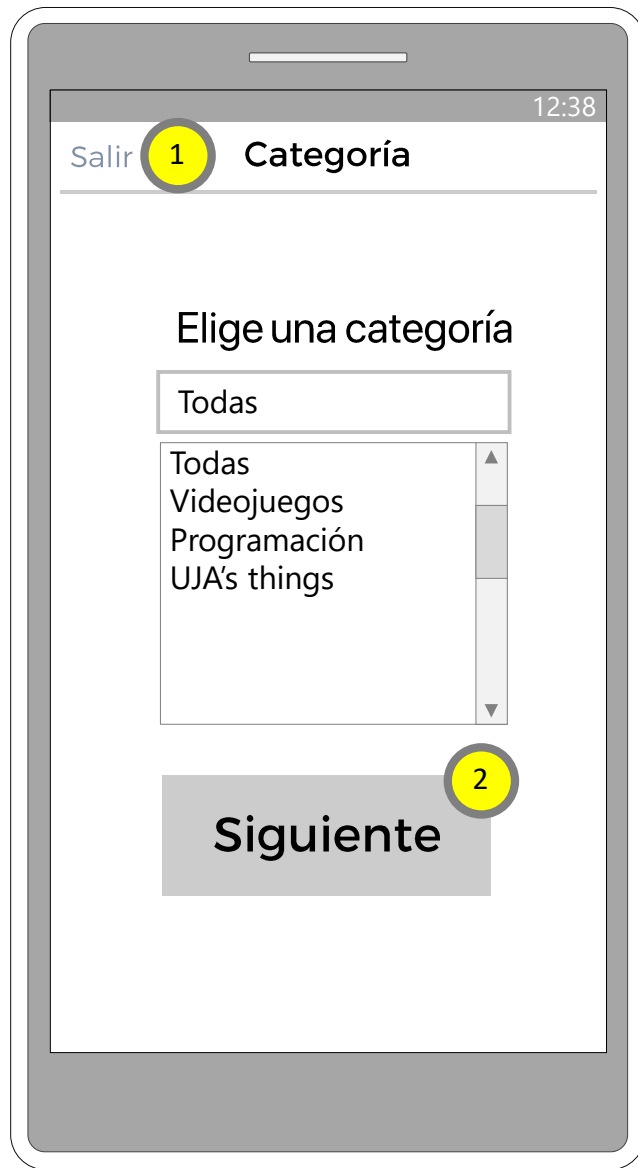 12:38
Salir 1 Categoría
Elige una categoría
Todas
Todas
Videojuegos
Programación
UJA's things
2
Siguiente